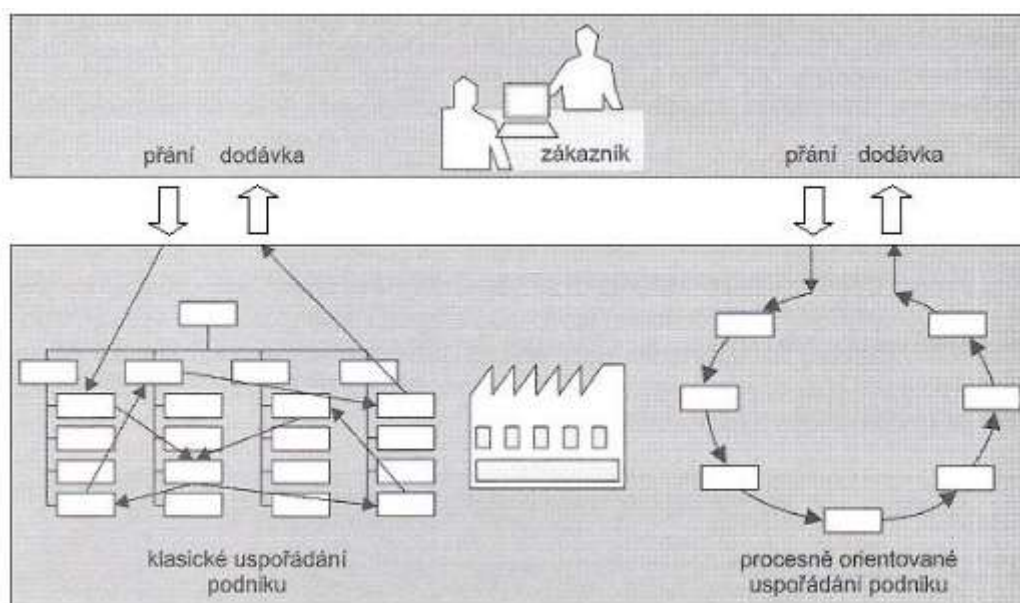 přání dodávka
zákazník
přání dodávka
klasické uspořádání
podniku
procesně orientované
uspořádání podniku